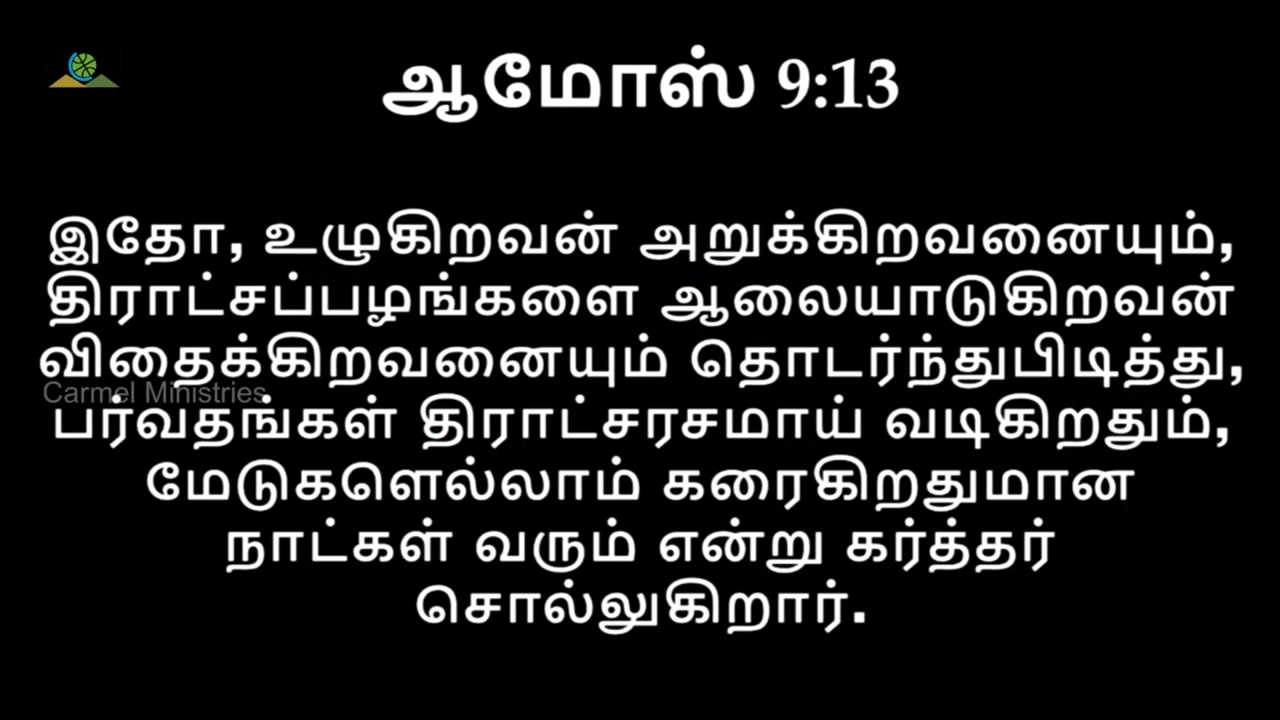 ஆமோஸ் 9:13
இதோ, உழுகிறவன் அறுக்கிறவனையும்,
திராட்சப்பழங்களை ஆலையாடுகிறவன்
விதைக்கிறவனையும் தொடர்ந்துபிடித்து,
Carmel Ministries
பர்வதங்கள் திராட்சரசமாய் வடிகிறதும்,
மேடுகளெல்லாம் கரைகிறதுமான
நாட்கள் வரும் என்று கர்த்தர்
சொல்லுகிறார்.